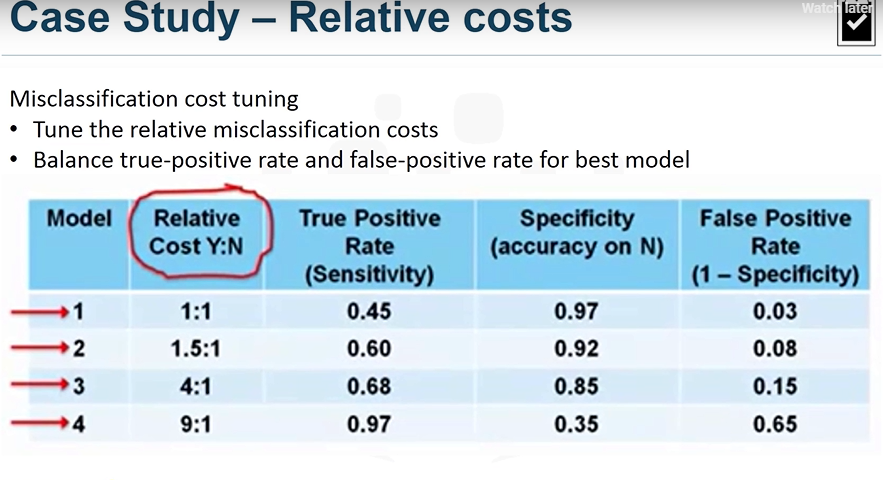 Case Study – Relative costs
Watch later
Misclassification cost tuning
• Tune the relative misclassification costs
• Balance true-positive rate and false-positive rate for best model
Model Relative Cost Y:N True Positive Rate (Sensitivity) Specificity (accuracy on N) False Positive Rate (1 – Specificity)
1 1:1 0.45 0.97 0.03
2 1.5:1 0.60 0.92 0.08
3 4:1 0.68 0.85 0.15
4 9:1 0.97 0.35 0.65